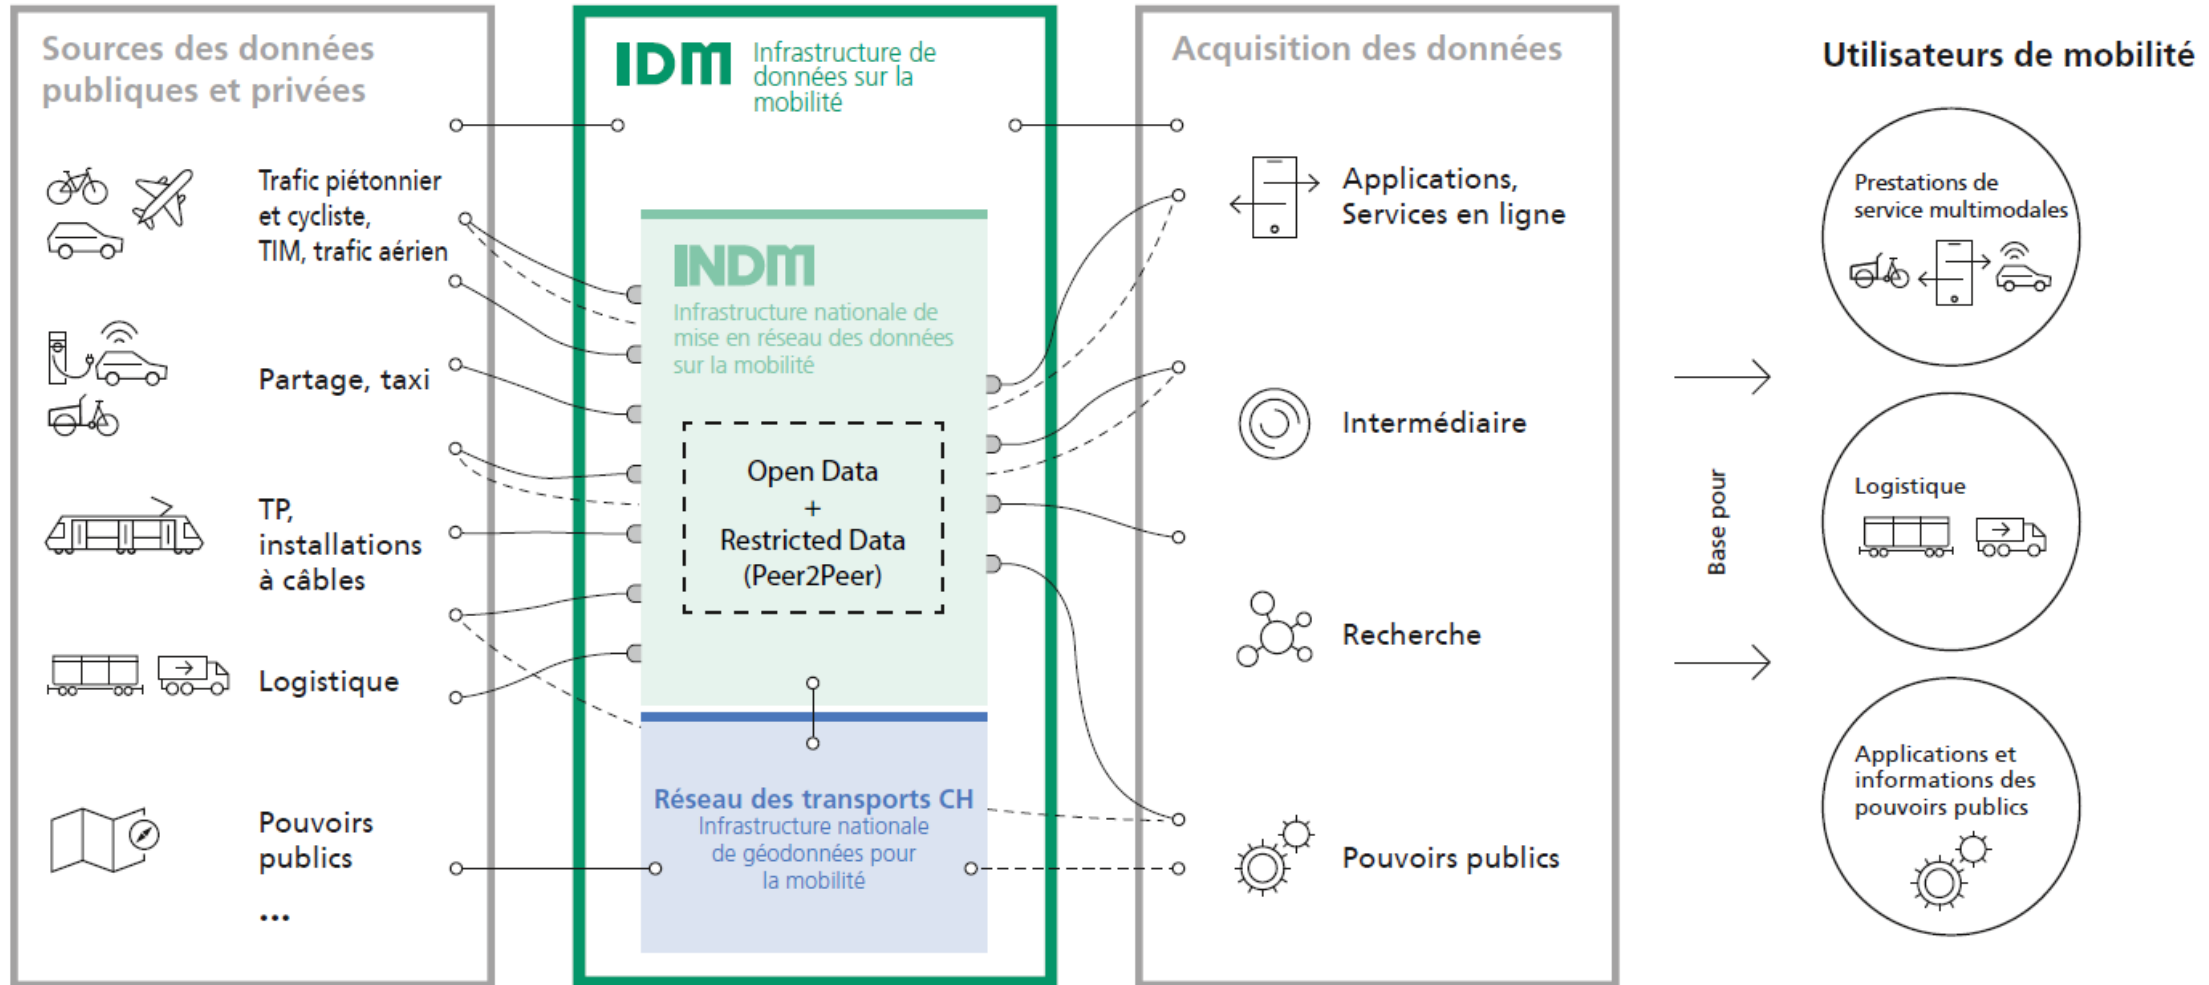 Sources des données
publiques et privées
Trafic piétonnier
et cycliste,
TIM, trafic aérien
Partage, taxi
TP,
installations
à câbles
Logistique
Pouvoirs
publics
...
IDM
Infrastructure de
données sur la
mobilité
INDM
Infrastructure nationale de
mise en réseau des données
sur la mobilité
Open Data
+
Restricted Data
(Peer2Peer)
Réseau des transports CH
Infrastructure nationale
de géodonnées pour
la mobilité
Acquisition des données
Applications,
Services en ligne
Intermédiaire
Recherche
Pouvoirs publics
Base pour
Utilisateurs de mobilité
Prestations de
service multimodales
Logistique
Applications et
informations des
pouvoirs publics